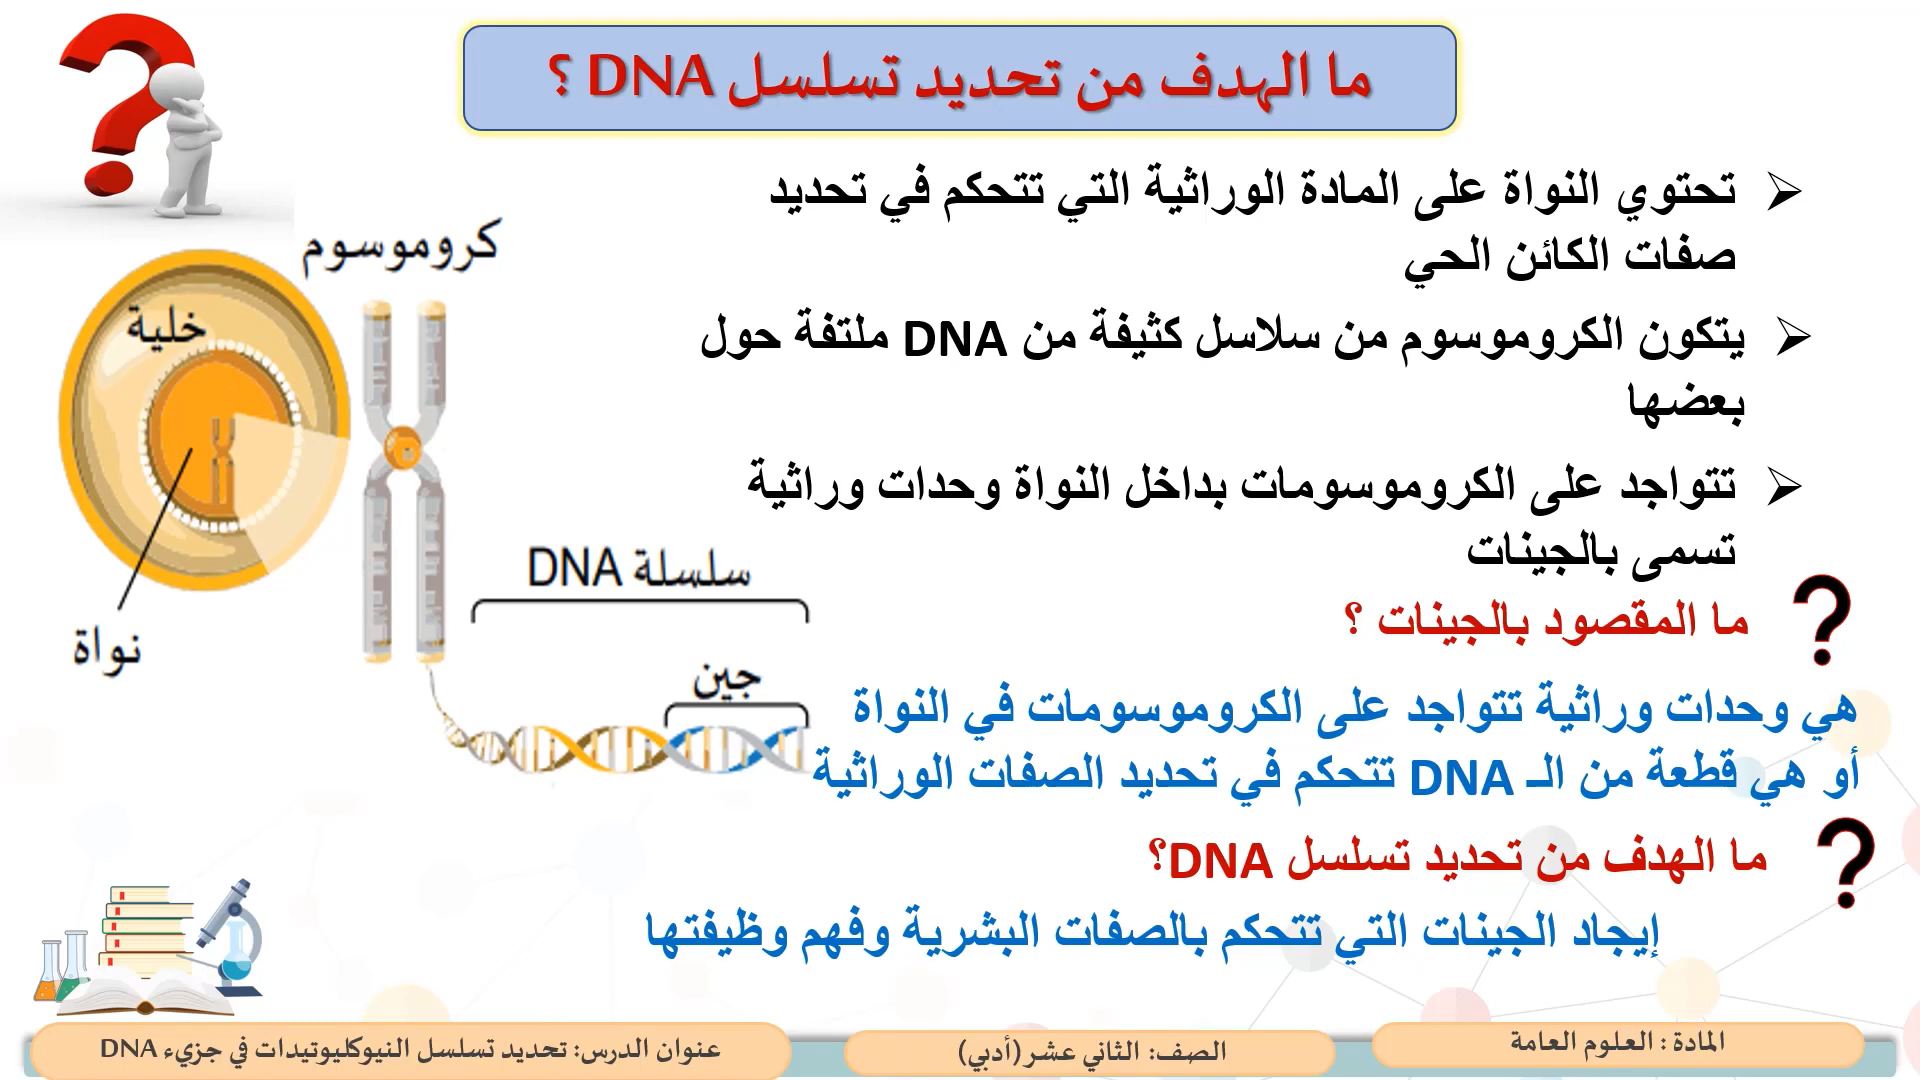 ما الهدف من تحديد تسلسل DNA ؟
تحتوي النواة على المادة الوراثية التي تتحكم في تحديد
صفات الكائن الحي
يتكون الكروموسوم من سلاسل كثيفة من DNA ملتفة حول
بعضها
تتواجد على الكروموسومات بداخل النواة وحدات وراثية
تسمى بالجينات
ما المقصود بالجينات ؟
هي وحدات وراثية تتواجد على الكروموسومات في النواة
أو هي قطعة من الـ DNA تتحكم في تحديد الصفات الوراثية
ما الهدف من تحديد تسلسل DNA؟
إيجاد الجينات التي تتحكم بالصفات البشرية وفهم وظيفتها
كروموسوم
خلية
نواة
سلسلة DNA
جين
المادة : العلوم العامة
الصف: الثاني عشر (أدبي)
عنوان الدرس: تحديد تسلسل النيوكليوتيدات في جزيء DNA